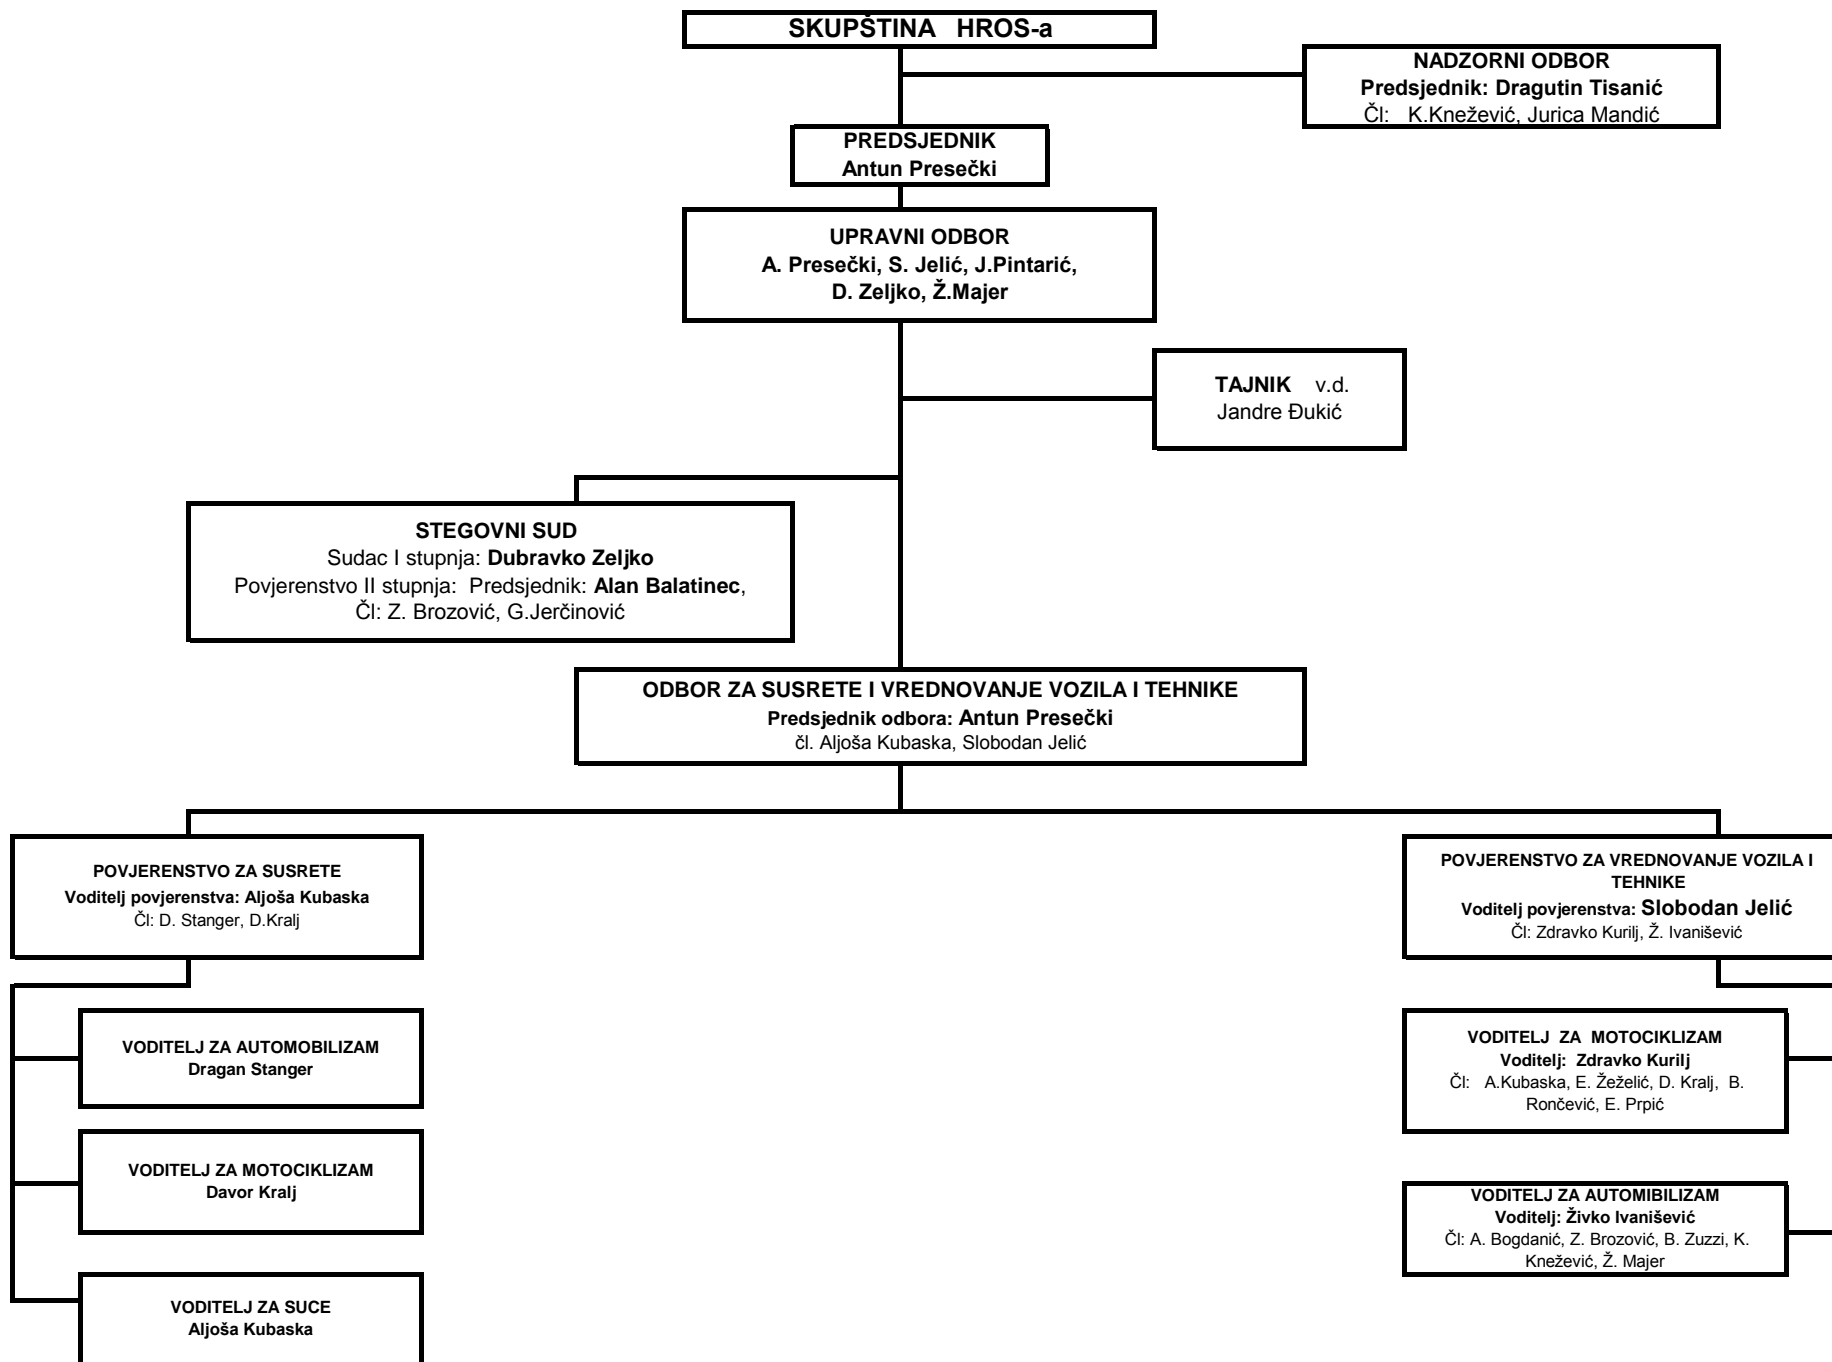 SKUPŠTINA HROS-a
NADZORNI ODBOR
Predsjednik: Dragutin Tisanić
Čl: K.Knežević, Jurica Mandić
PREDSJEDNIK
Antun Presečki
UPRAVNI ODBOR
A. Presečki, S. Jelić, J.Pintarić,
D. Zeljko, Ž.Majer
TAJNIK v.d.
Jandre Đukić
STEGOVNI SUD
Sudac I stupnja: Dubravko Zeljko
Povjerenstvo II stupnja: Predsjednik: Alan Balatinec,
Čl: Z. Brozović, G.Jerčinović
ODBOR ZA SUSRETE I VREDNOVANJE VOZILA I TEHNIKE
Predsjednik odbora: Antun Presečki
čl. Aljoša Kubaska, Slobodan Jelić
POVJERENSTVO ZA SUSRETE
Voditelj povjerenstva: Aljoša Kubaska
Čl: D. Stanger, D.Kralj
POVJERENSTVO ZA VREDNOVANJE VOZILA I
TEHNIKE
Voditelj povjerenstva: Slobodan Jelić
Čl: Zdravko Kurilj, Ž. Ivanišević
VODITELJ ZA AUTOMOBILIZAM
Dragan Stanger
VODITELJ ZA MOTOCIKLIZAM
Davor Kralj
VODITELJ ZA SUCE
Aljoša Kubaska
VODITELJ ZA MOTOCIKLIZAM
Voditelj: Zdravko Kurilj
Čl: A.Kubaska, E. Žeželić, D. Kralj, B.
Rončević, E. Prpić
VODITELJ ZA AUTOMIBILIZAM
Voditelj: Živko Ivanišević
Čl: A. Bogdanić, Z. Brozović, B. Zuzzi, K.
Knežević, Ž. Majer